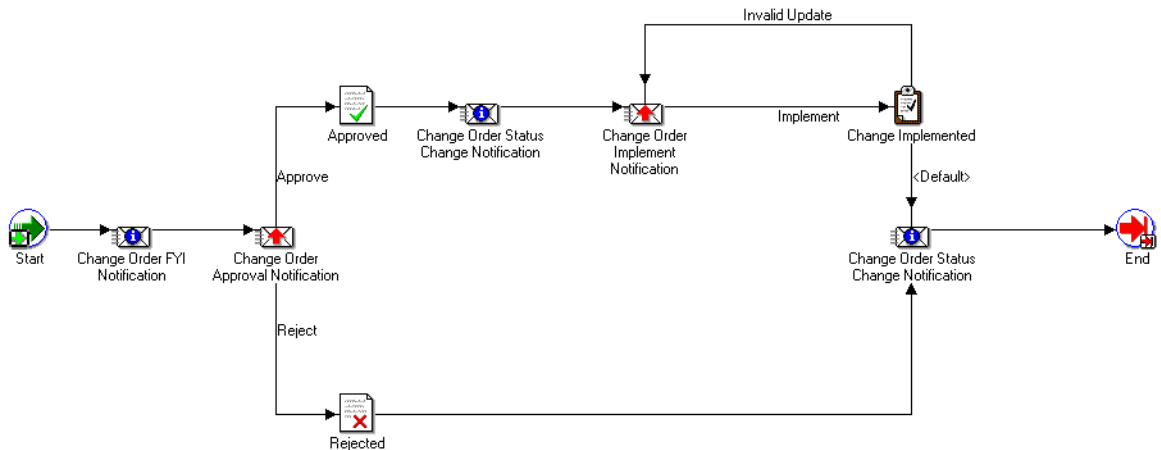 Invalid Update
Approved
Change Order Status
Change Notification
Change Order
Implement
Notification
Implement
Change Implemented
Approve
<Default>
Start
Change Order FYI
Notification
Change Order
Approval Notification
Change Order Status
Change Notification
End
Reject
Rejected